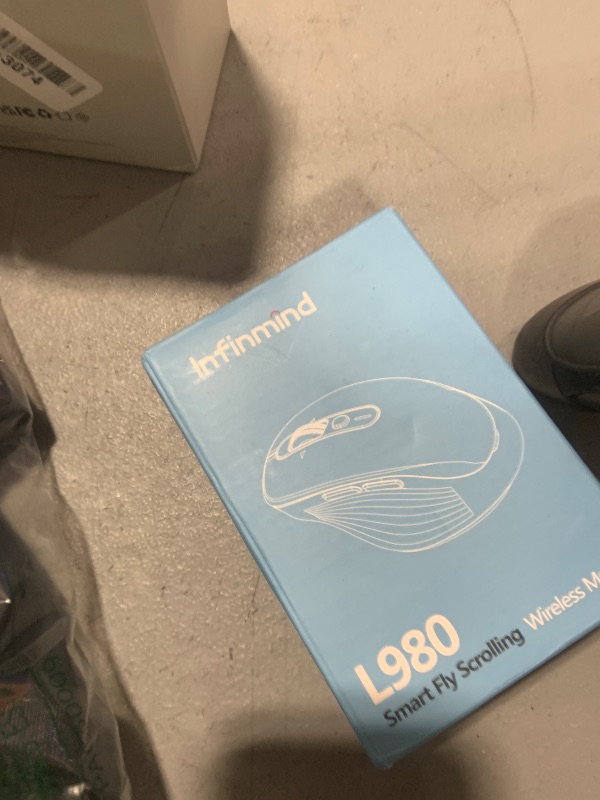 Infinmind
L980
Smart Fly Scrolling Wireless